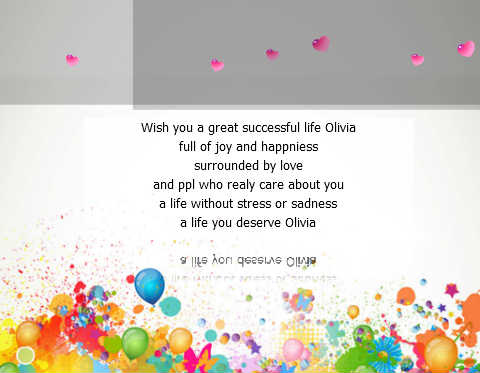 Wish you a great successful life Olivia
full of joy and happniess
surrounded by love
and ppl who realy care about you
a life without stress or sadness
a life you deserve Olivia